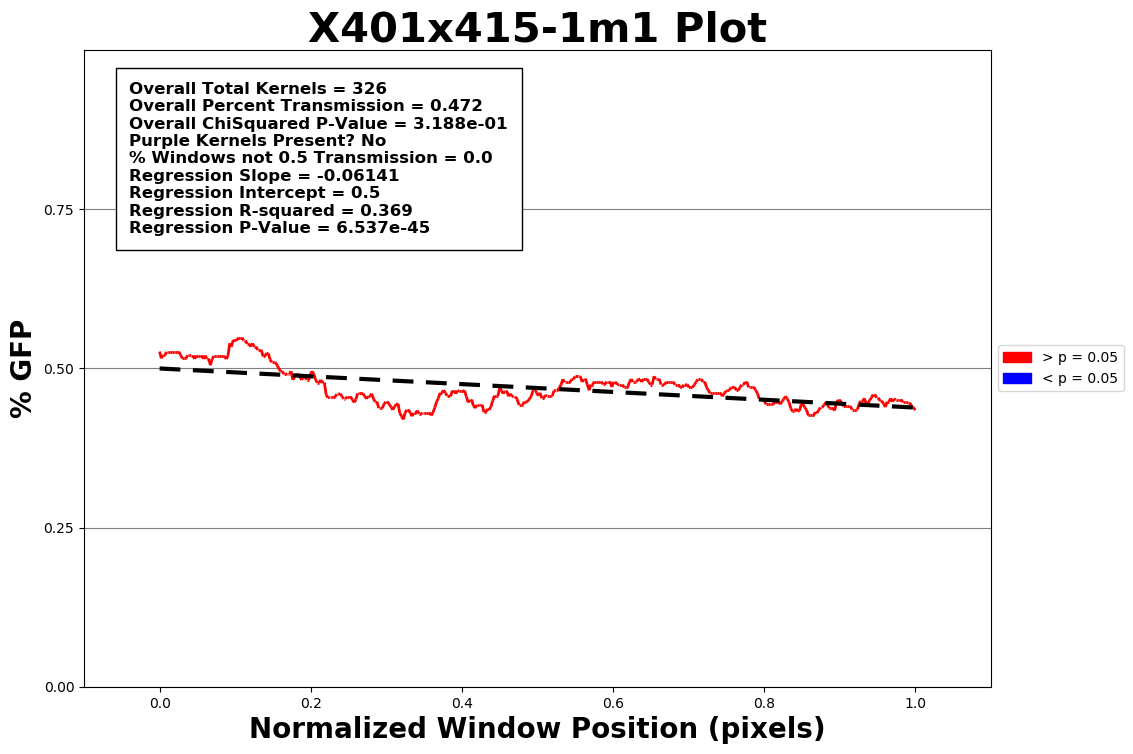 X401x415-1m1 Plot
Overall Total Kernels = 326
Overall Percent Transmission = 0.472
Overall ChiSquared P-Value = 3.188e-01
Purple Kernels Present? No
% Windows not 0.5 Transmission = 0.0
Regression Slope = -0.06141
Regression Intercept = 0.5
Regression R-squared = 0.369
Regression P-Value = 6.537e-45
% GFP
0.75
0.50
0.25
0.00
> p = 0.05
< p = 0.05
0.0 0.2 0.4 0.6 0.8 1.0
Normalized Window Position (pixels)